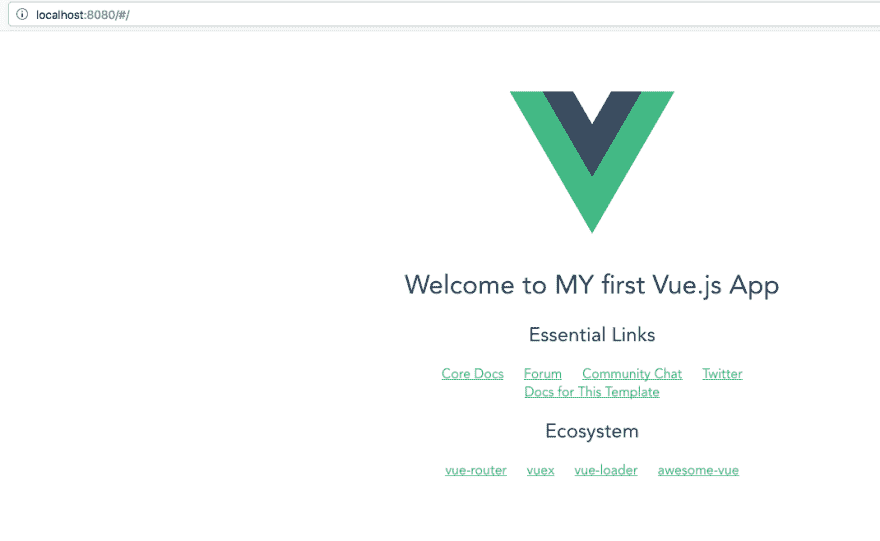 localhost:8080/#/
Welcome to MY first Vue.js App
Essential Links
Core Docs Forum Community Chat Twitter
Docs for This Template
Ecosystem
vue-router vuex vue-loader awesome-vue